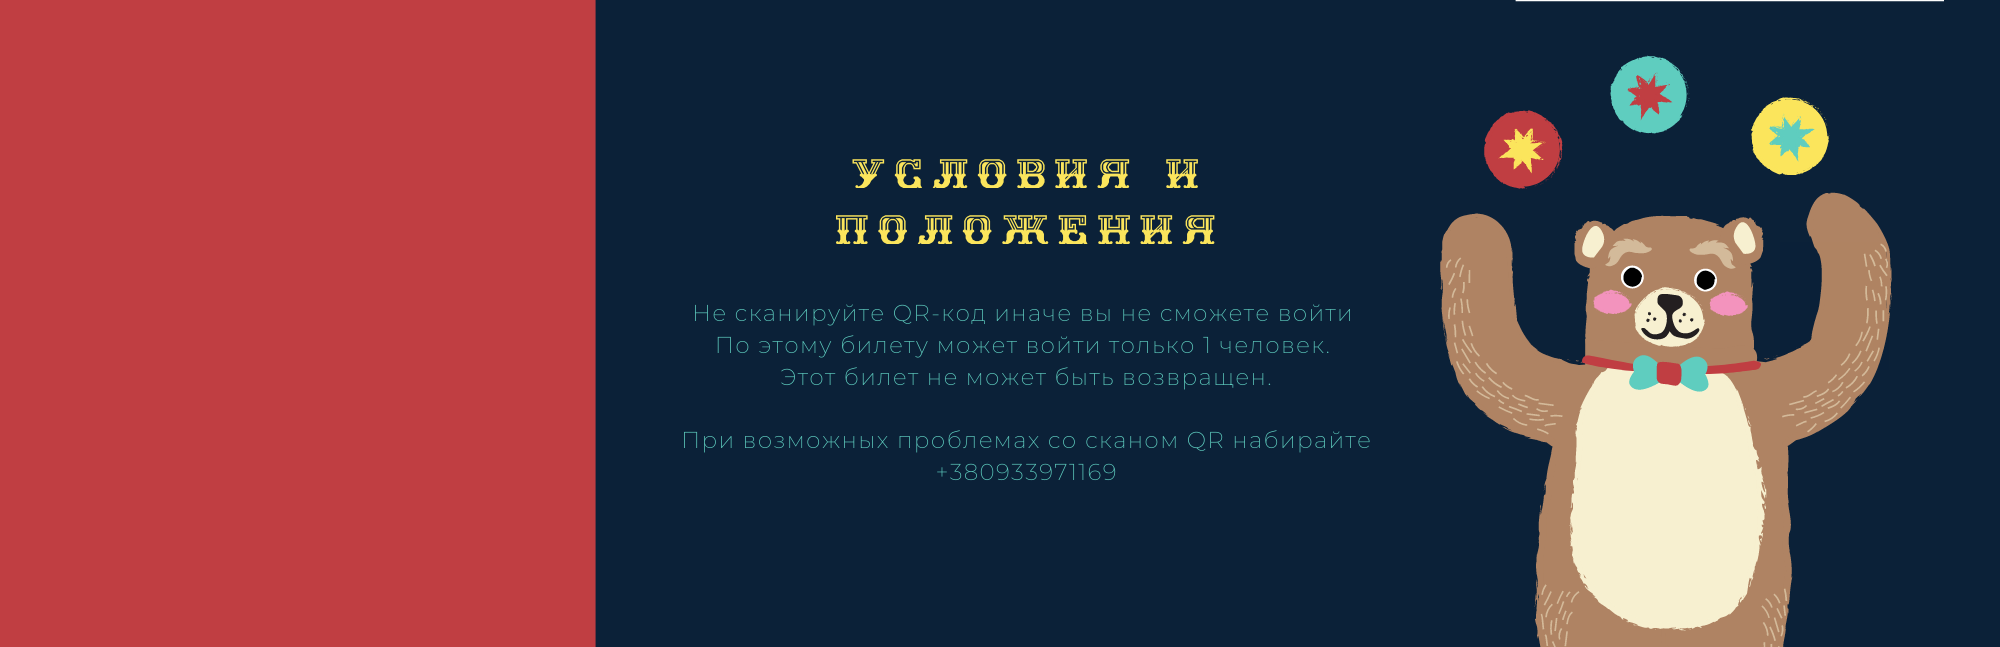 УСЛОВИЯ И
ПОЛОЖЕНИЯ
Не сканируйте QR-код иначе вы не сможете войти
По этому билету может войти только 1 человек.
Этот билет не может быть возвращен.
При возможных проблемах со сканом QR набирайте
+380933971169